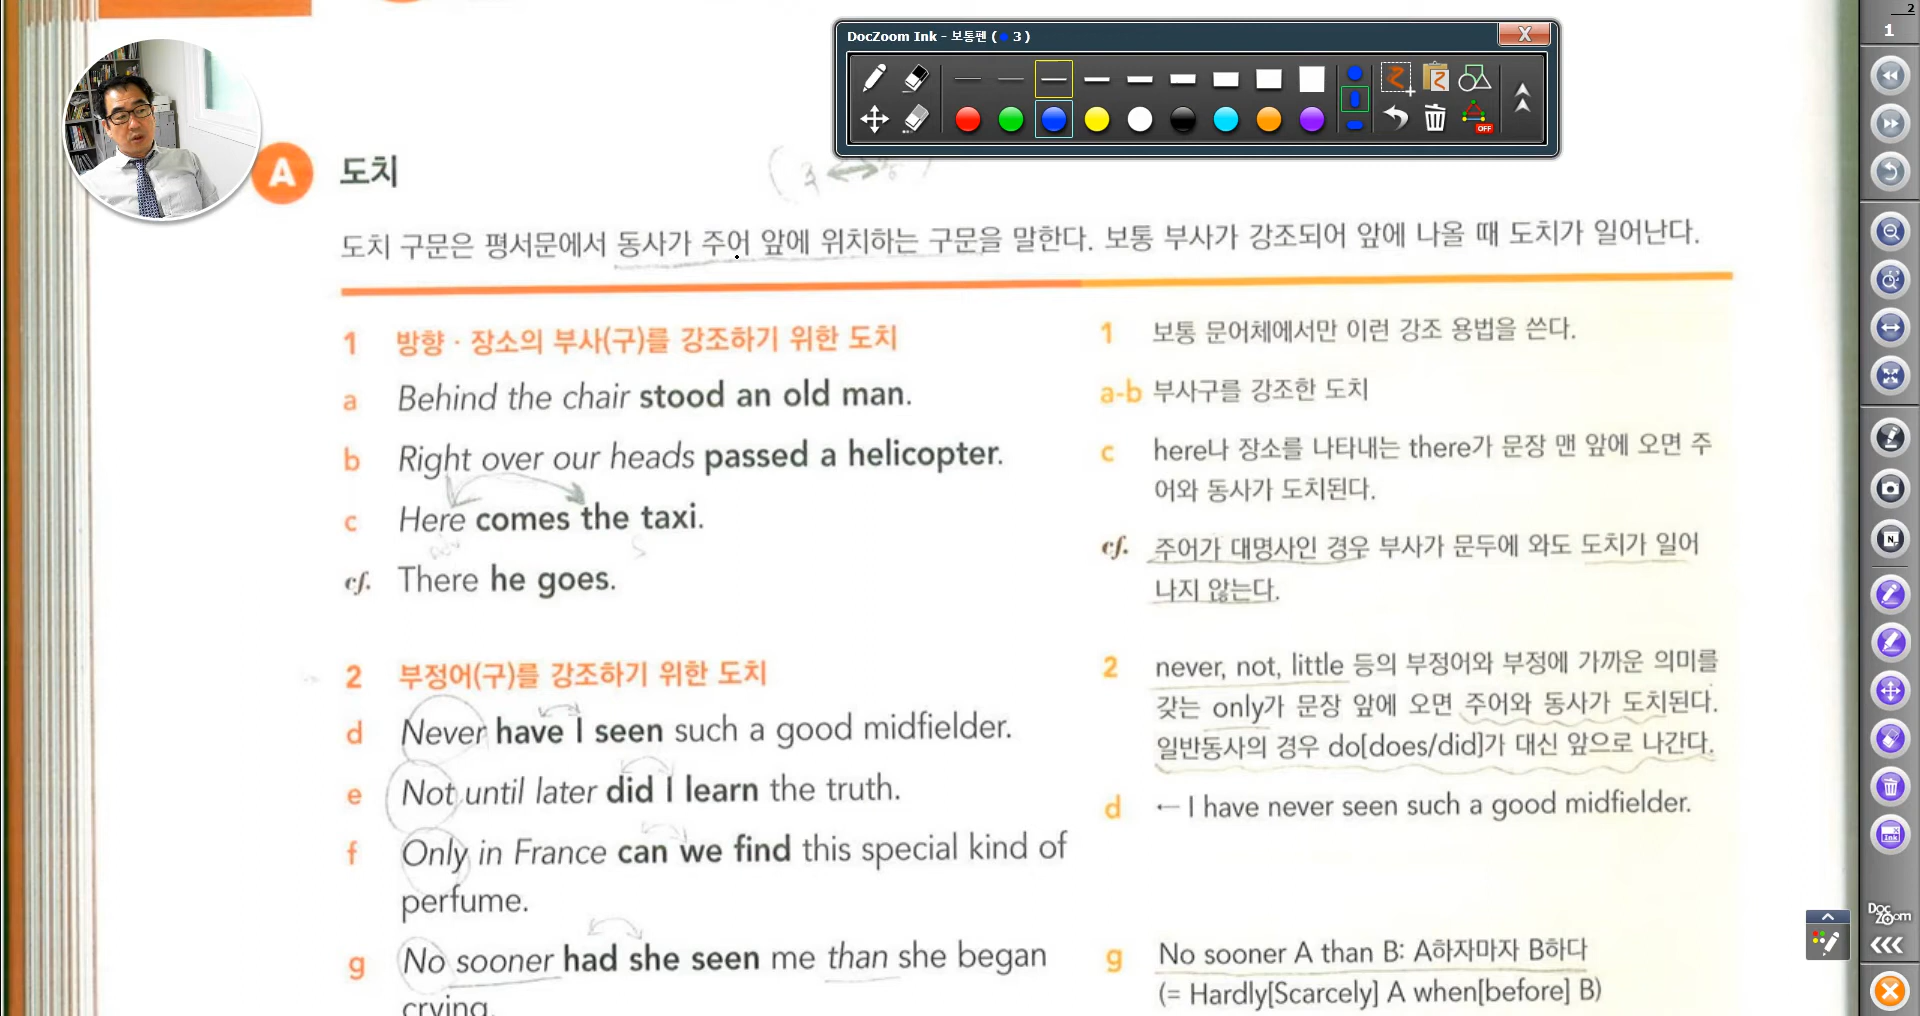 2
1
DocZoom Ink - 보통펜 ( 3 )
OFF
A 도치
도치 구문은 평서문에서 동사가 주어 앞에 위치하는 구문을 말한다. 보통 부사가 강조되어 앞에 나올 때 도치가 일어난다.
1 방향 · 장소의 부사(구)를 강조하기 위한 도치
a Behind the chair stood an old man.
b Right over our heads passed a helicopter.
c Here comes the taxi.
adv S
cf. There he goes.
2 부정어(구)를 강조하기 위한 도치
d Never have I seen such a good midfielder.
e Not until later did I learn the truth.
f Only in France can we find this special kind of
perfume.
g No sooner had she seen me than she began
crying.
1 보통 문어체에서만 이런 강조 용법을 쓴다.
a-b 부사구를 강조한 도치
c here나 장소를 나타내는 there가 문장 맨 앞에 오면 주
어와 동사가 도치된다.
cf. 주어가 대명사인 경우 부사가 문두에 와도 도치가 일어
나지 않는다.
2 never, not, little 등의 부정어와 부정에 가까운 의미를
갖는 only가 문장 앞에 오면 주어와 동사가 도치된다.
일반동사의 경우 do[does/did]가 대신 앞으로 나간다.
d ← I have never seen such a good midfielder.
g No sooner A than B: A하자마자 B하다
(= Hardly[Scarcely] A when[before] B)
N
Ink
Doc
Zoom